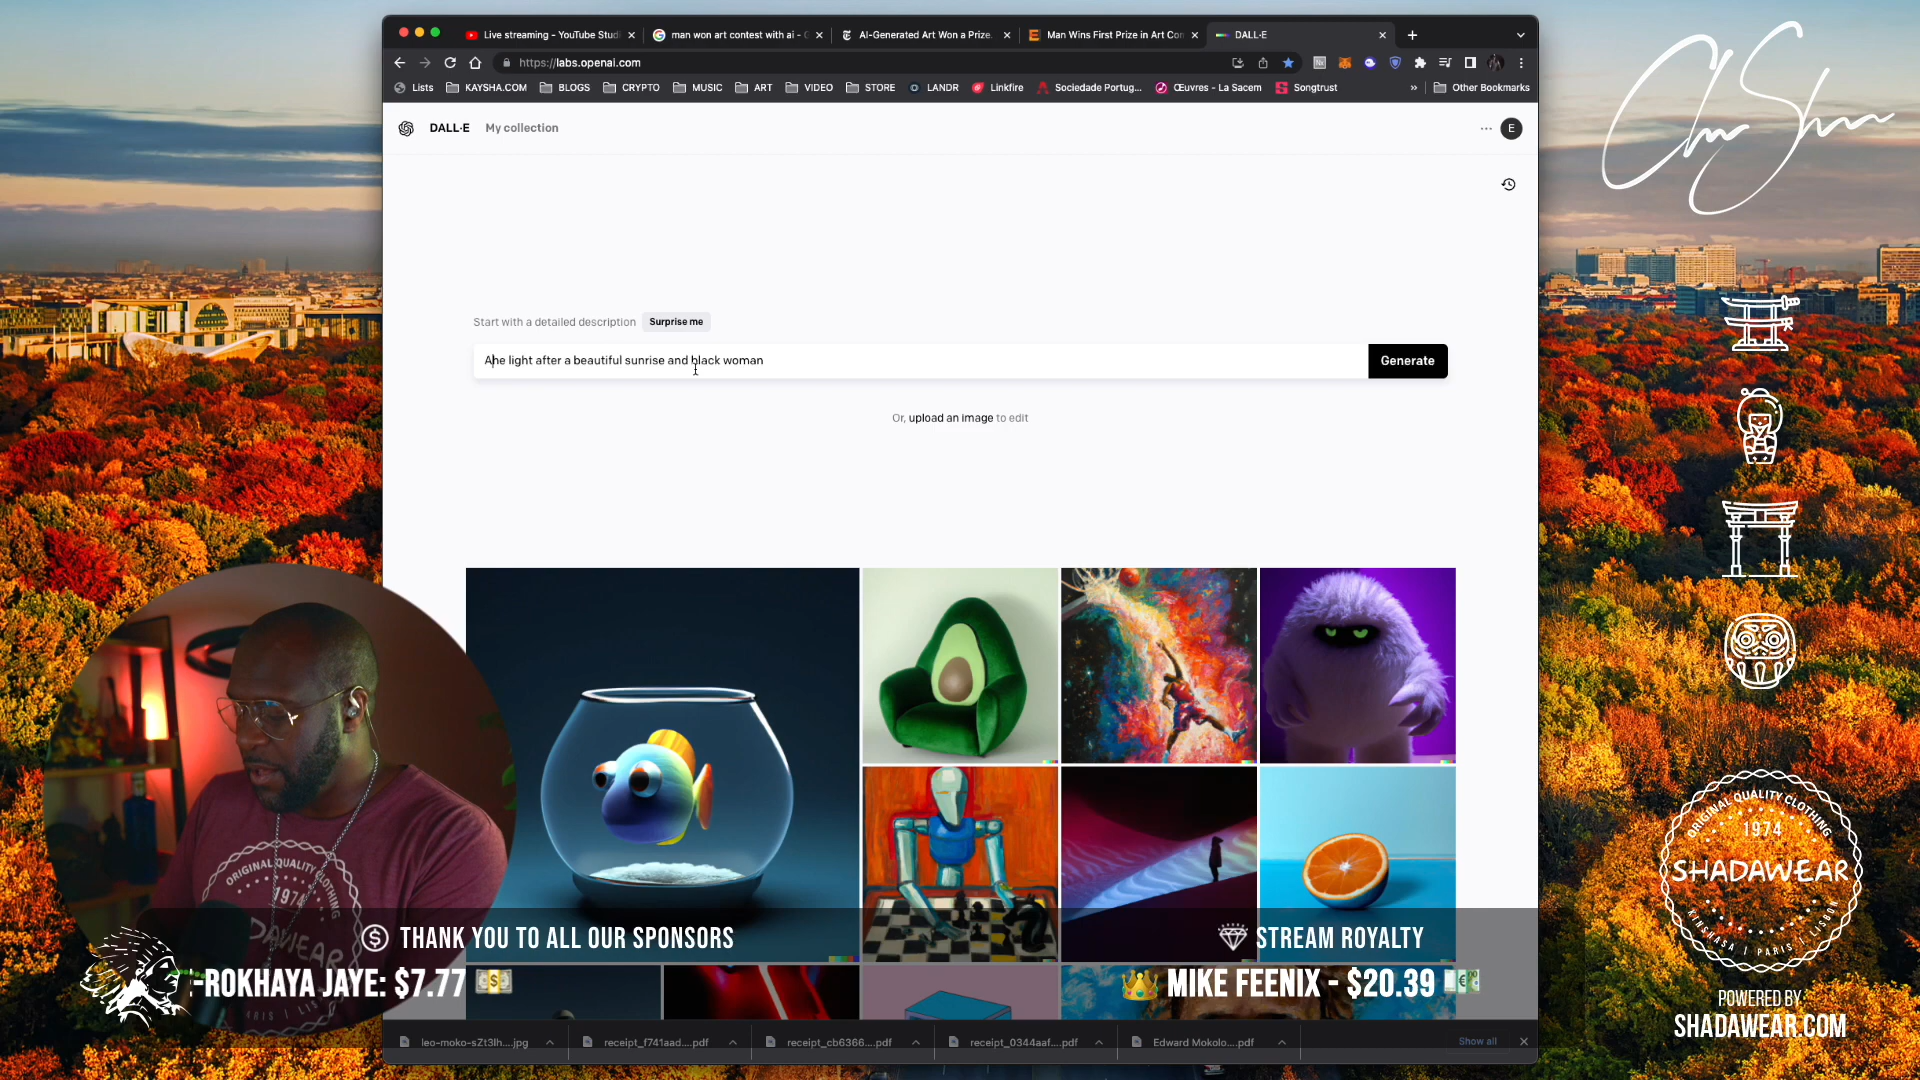 Live streaming - YouTube Studi
man won art contest with ai - G
AI-Generated Art Won a Prize.
Man Wins First Prize in Art Con
DALL·E
https://labs.openai.com
Lists
KAYSHA.COM
BLOGS
CRYPTO
MUSIC
ART
VIDEO
STORE
LANDR
Linkfire
Sociedade Portug...
Œuvres - La Sacem
Songtrust
»
Other Bookmarks
DALL·E
My collection
E
Start with a detailed description
Surprise me
Ahe light after a beautiful sunrise and black woman
Generate
Or, upload an image to edit
ORIGINAL QUALITY CLOTHING
1974
THANK YOU TO ALL OUR SPONSORS
-ROKHAYA JAYE: $7.77
STREAM ROYALTY
MIKE FEENIX - $20.39
leo-moko-sZt3lh....jpg
receipt_f741aad....pdf
receipt_cb6366....pdf
receipt_0344aaf....pdf
Edward Mokolo....pdf
Show all
ORIGINAL QUALITY CLOTHING
1974
SHADAWEAR
KINSHASA | PARIS | LISBON
POWERED BY
SHADAWEAR.COM